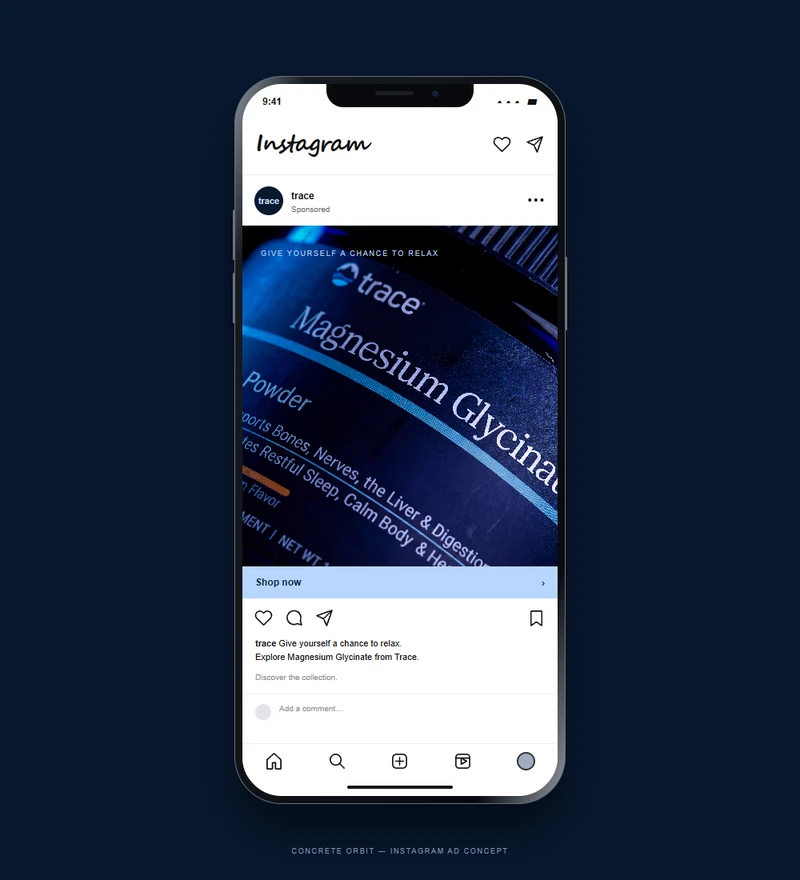 9:41
Instagram
trace
trace
Sponsored
GIVE YOURSELF A CHANCE TO RELAX
trace
Magnesium Glycinat
Powder
ports Bones, Nerves, the Liver & Digestion
tes Restful Sleep, Calm Body & He
n Flavor
MENT | NET WT
Shop now
trace Give yourself a chance to relax.
Explore Magnesium Glycinate from Trace.
Discover the collection.
Add a comment...
CONCRETE ORBIT — INSTAGRAM AD CONCEPT